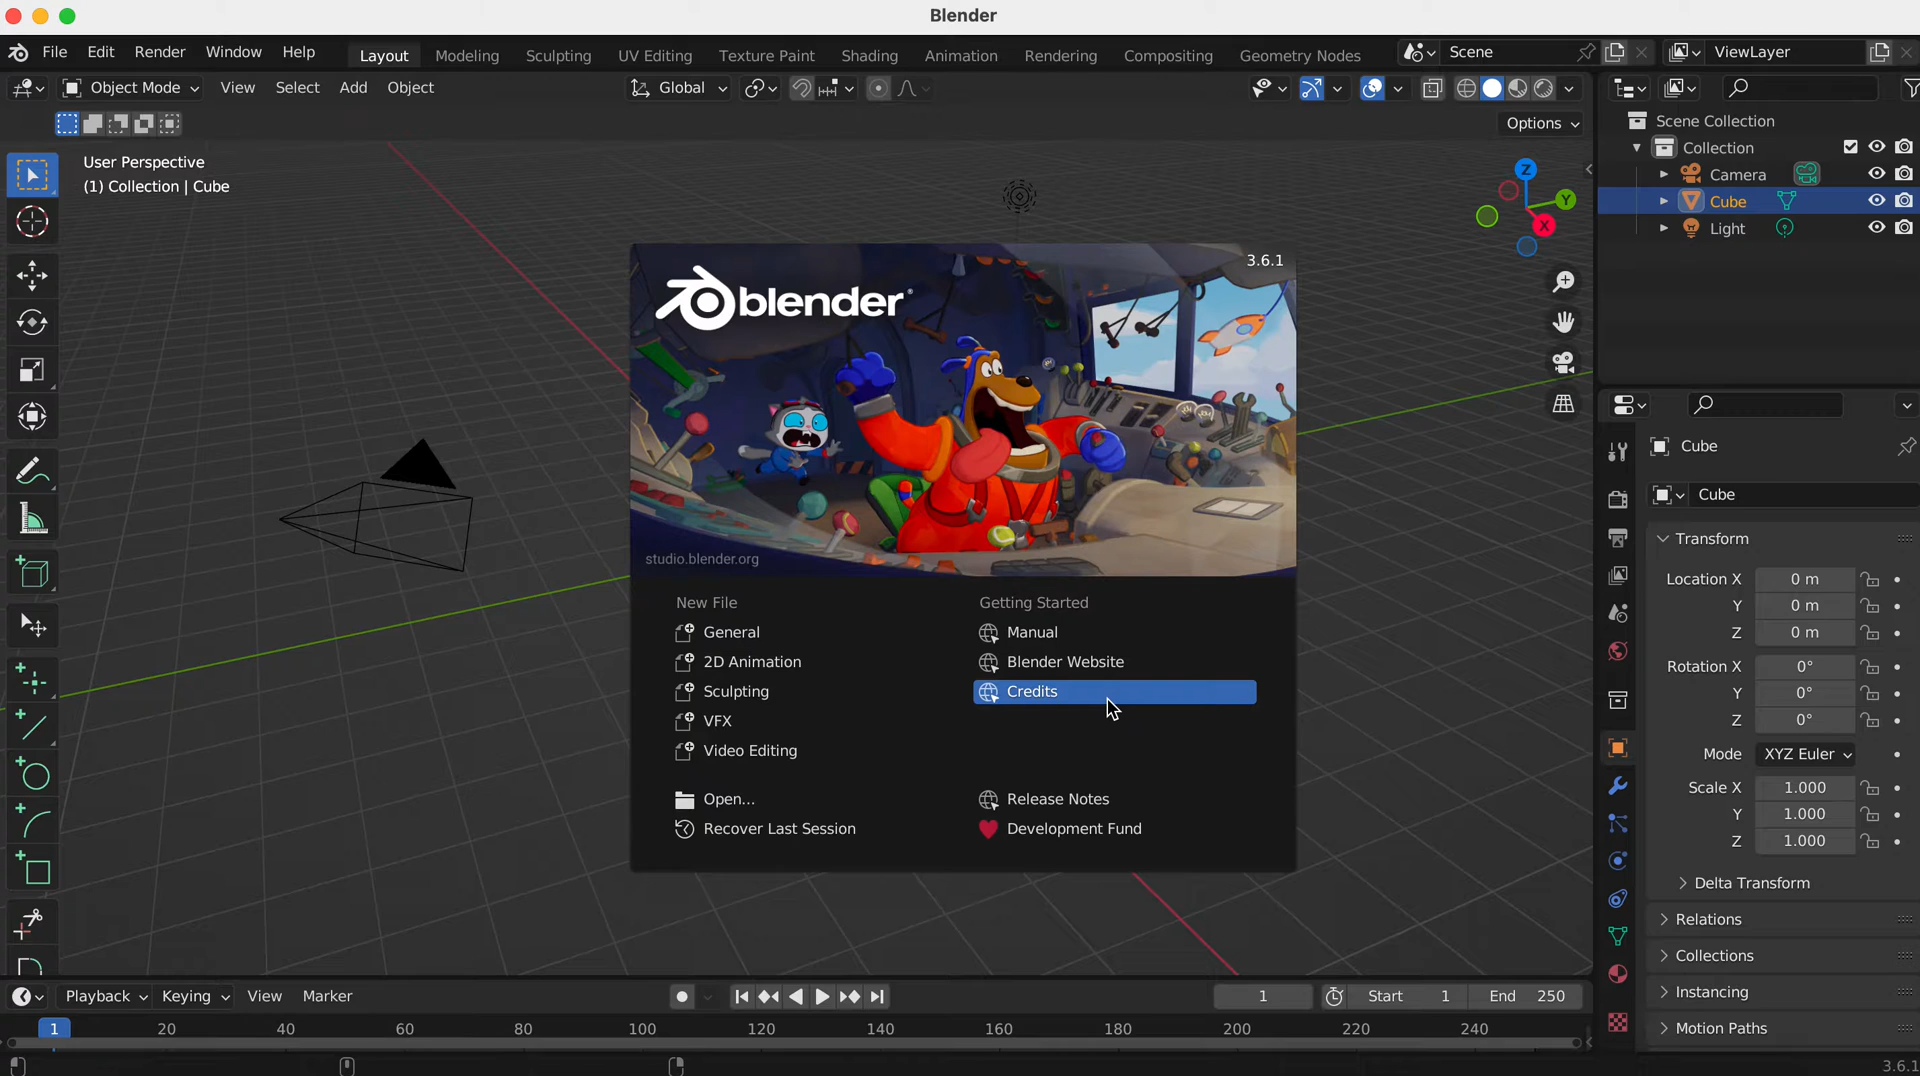 Blender
File Edit Render Window Help Layout Modeling Sculpting UV Editing Texture Paint Shading Animation Rendering Compositing Geometry Nodes Scene ViewLayer
Object Mode View Select Add Object Global
Options
User Perspective
(1) Collection | Cube
Z
Y
X
Scene Collection
Collection
Camera
Cube
Light
blender
3.6.1
studio.blender.org
New File
General
2D Animation
Sculpting
VFX
Video Editing
Open...
Recover Last Session
Getting Started
Manual
Blender Website
Credits
Release Notes
Development Fund
Cube
Cube
Transform
Location X 0 m
Y 0 m
Z 0 m
Rotation X 0°
Y 0°
Z 0°
Mode XYZ Euler
Scale X 1.000
Y 1.000
Z 1.000
Delta Transform
Relations
Collections
Instancing
Motion Paths
Playback Keying View Marker 1 Start 1 End 250
1 20 40 60 80 100 120 140 160 180 200 220 240
3.6.1